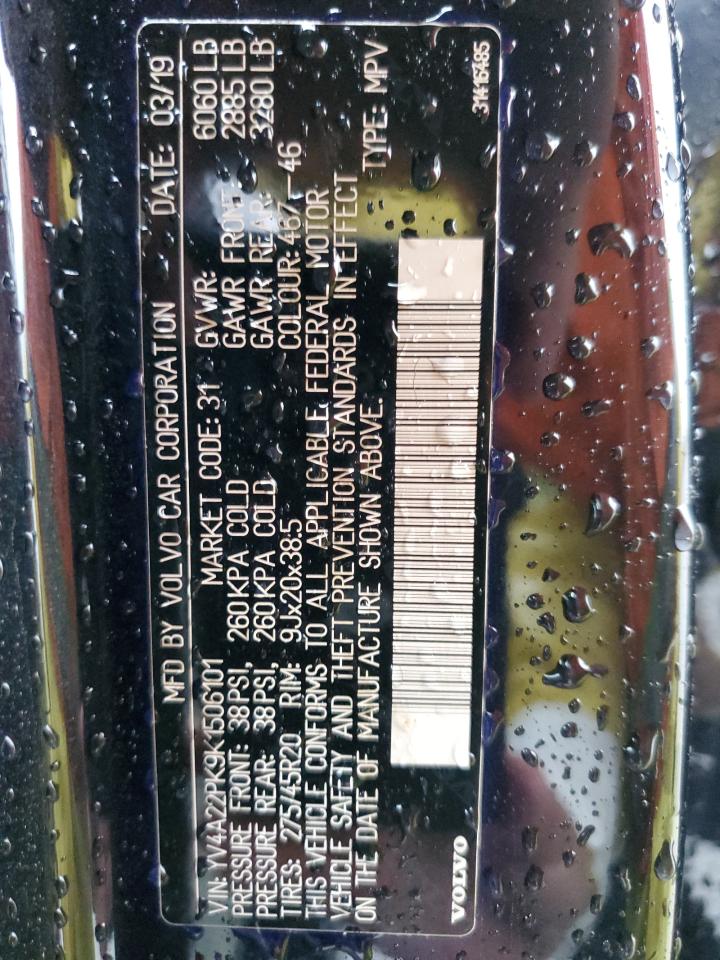 MFD BY VOLVO CAR CORPORATION DATE: 03/19
VIN: YV4A22PK9K1506101 MARKET CODE: 31 GVWR: 6060 LB
PRESSURE FRONT: 38PSI, 260KPA COLD GAWR FRONT: 2885 LB
PRESSURE REAR: 38PSI, 260KPA COLD GAWR REAR: 3280 LB
TIRES: 275/45R20 RIM: 9Jx20x38.5 COLOUR: 467—46
THIS VEHICLE CONFORMS TO ALL APPLICABLE FEDERAL MOTOR
VEHICLE SAFETY AND THEFT PREVENTION STANDARDS IN EFFECT
ON THE DATE OF MANUFACTURE SHOWN ABOVE. TYPE: MPV
VOLVO 31416485